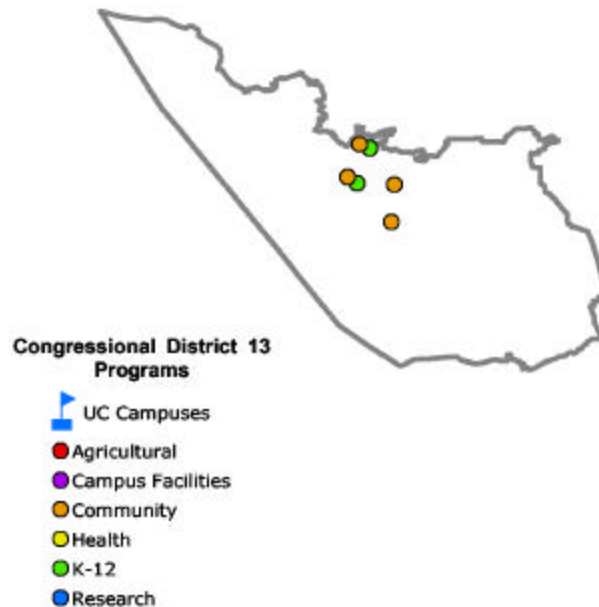 Congressional District 13
Programs
UC Campuses
Agricultural
Campus Facilities
Community
Health
K-12
Research